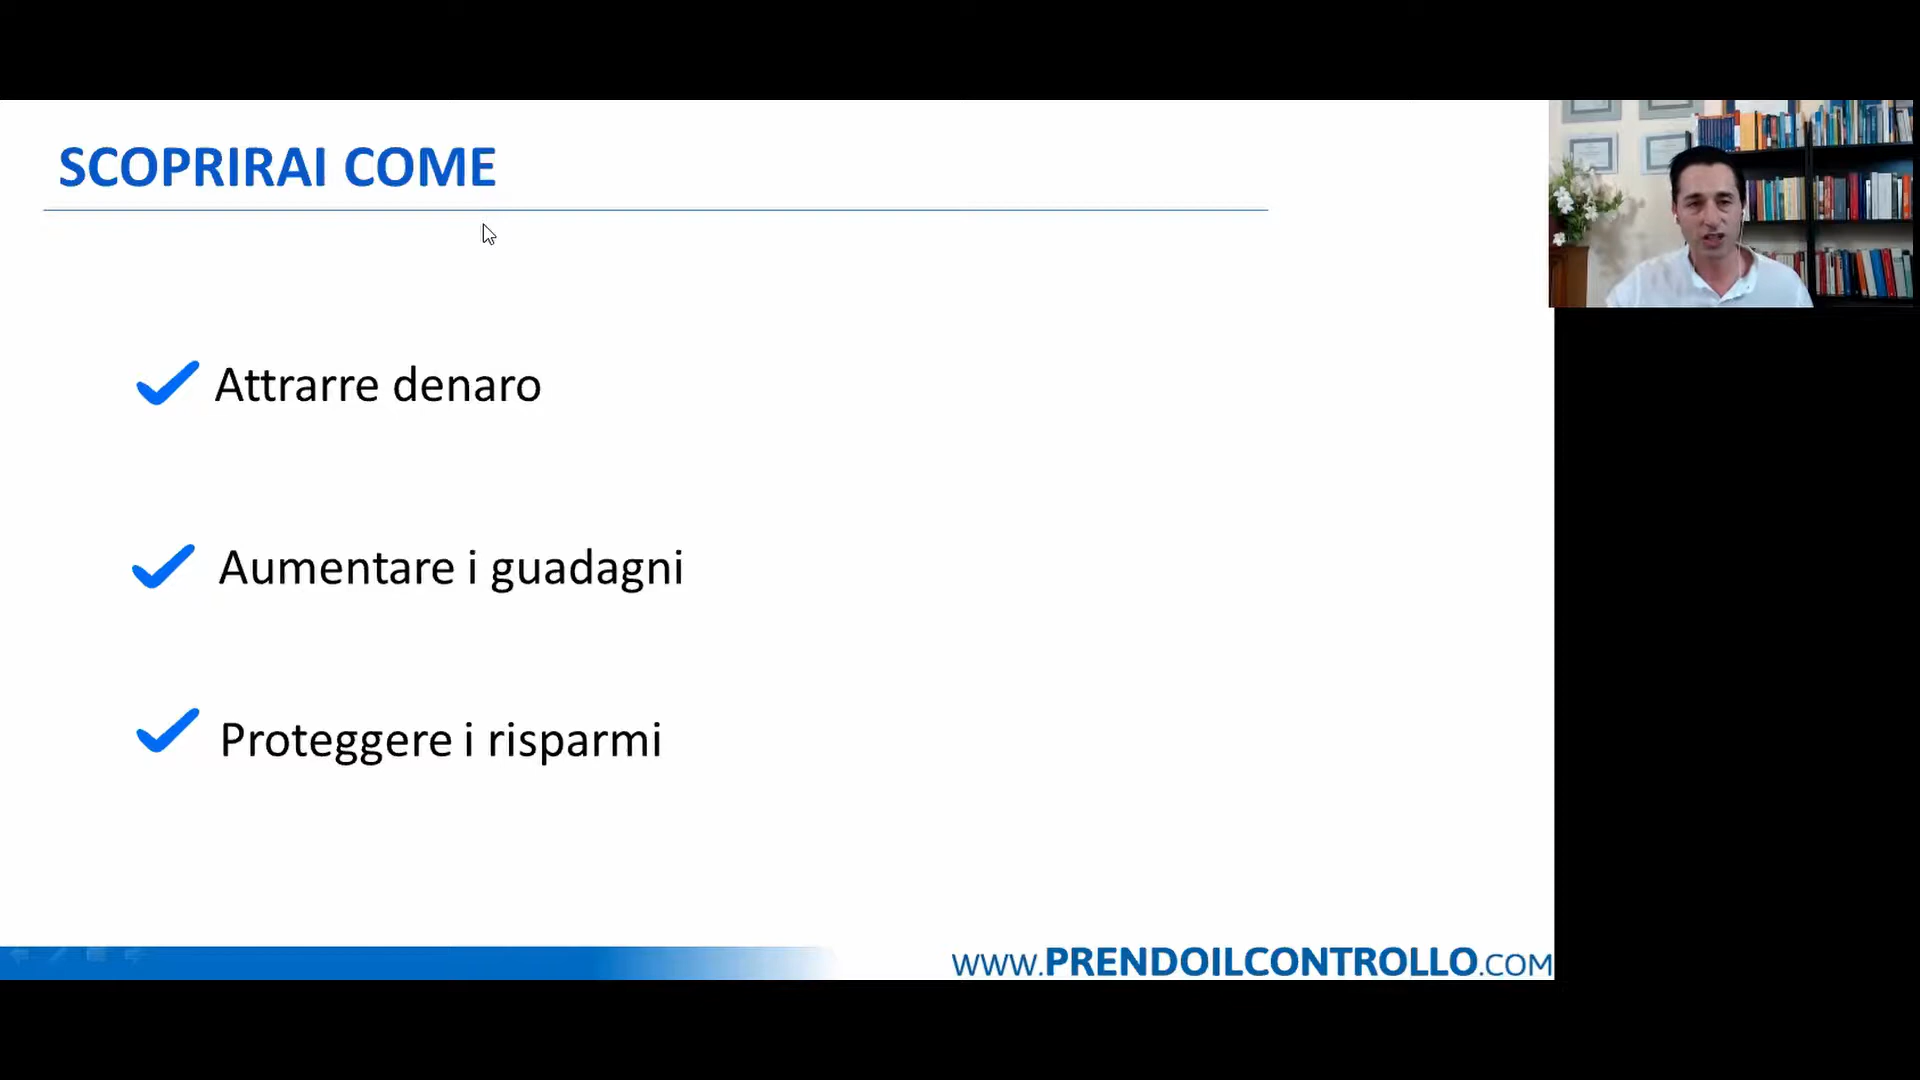 SCOPRIRAI COME
Attrarre denaro
Aumentare i guadagni
Proteggere i risparmi
WWW.PRENDOILCONTROLLO.COM